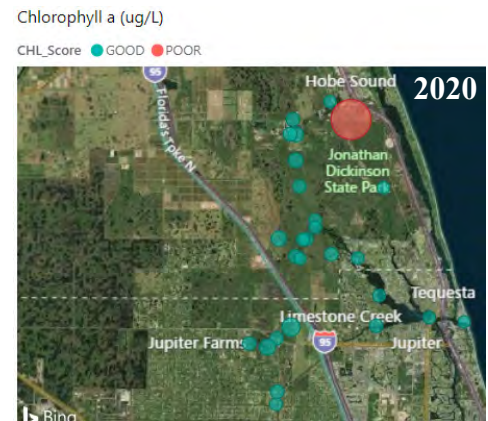 Chlorophyll a (ug/L)
CHL_Score GOOD POOR
2020
95
Hobe Sound
Florida's Tpke N
Jonathan
Dickinson
State Park
Tequesta
Limestone Creek
Jupiter Farms
95
Jupiter
Bing